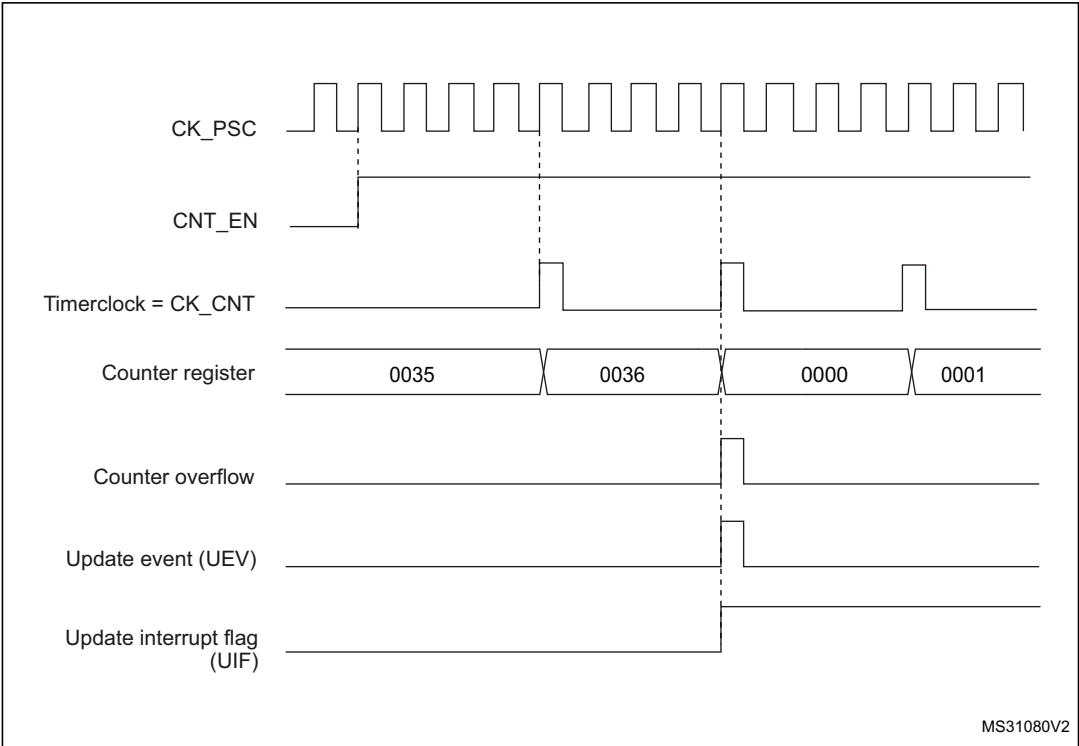 CK_PSC
CNT_EN
Timerclock = CK_CNT
Counter register
0035 0036 0000 0001
Counter overflow
Update event (UEV)
Update interrupt flag
(UIF)
MS31080V2